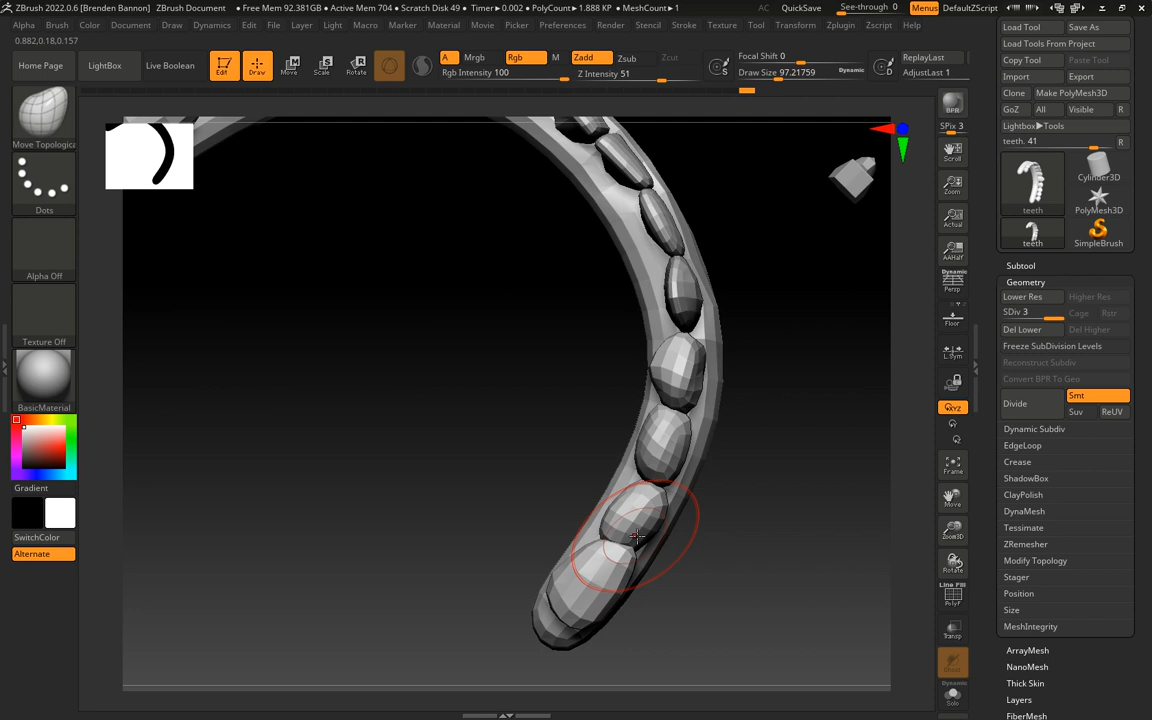 ZBrush 2022.0.6 [Brenden Bannon] ZBrush Document ● Free Mem 92.381GB ● Active Mem 704 ● Scratch Disk 49 ● Timer▶0.002 ● PolyCount▶1.888 KP ● MeshCount▶1
AC QuickSave See-through 0 Menus DefaultZScript
Alpha Brush Color Document Draw Dynamics Edit File Layer Light Macro Marker Material Movie Picker Preferences Render Stencil Stroke Texture Tool Transform Zplugin Zscript Help
0.882,0.18,0.157
Home Page LightBox Live Boolean Edit Draw Move Scale Rotate
A Mrgb Rgb M Zadd Zsub Zcut
Rgb Intensity 100 Z Intensity 51
S Focal Shift 0
Draw Size 97.21759 Dynamic
D ReplayLast
AdjustLast 1
Move Topologica
Dots
Alpha Off
Texture Off
BasicMaterial
Gradient
SwitchColor
Alternate
BPR
SPix 3
Scroll
Zoom
Actual
AAHalf
Dynamic
Persp
Floor
L.Sym
XYZ
Y
Z
Frame
Move
Zoom3D
Rotate
Line Fill
PolyF
Transp
Ghost
Dynamic
Solo
Load Tool Save As
Load Tools From Project
Copy Tool Paste Tool
Import Export
Clone Make PolyMesh3D
GoZ All Visible R
Lightbox▶Tools
teeth. 41 R
teeth Cylinder3D
PolyMesh3D
teeth SimpleBrush
Subtool
Geometry
Lower Res Higher Res
SDiv 3 Cage Rstr
Del Lower Del Higher
Freeze SubDivision Levels
Reconstruct Subdiv
Convert BPR To Geo
Divide Smt
Suv ReUV
Dynamic Subdiv
EdgeLoop
Crease
ShadowBox
ClayPolish
DynaMesh
Tessimate
ZRemesher
Modify Topology
Stager
Position
Size
MeshIntegrity
ArrayMesh
NanoMesh
Thick Skin
Layers
FiberMesh